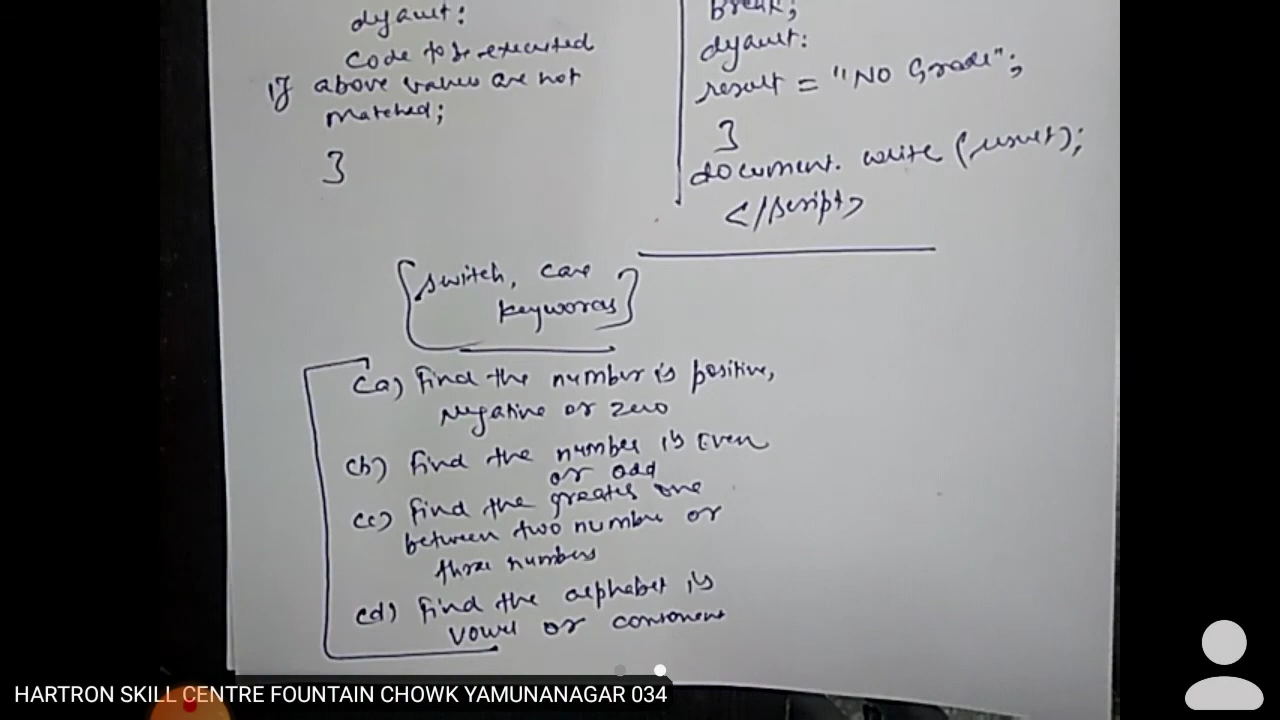 default:
code to be executed
if above values are not
matched;
}
break;
default:
result = "No Grade";
}
document. write (result);
</script>
{switch, case
keywords}
(a) Find the number is positive,
negative or zero
(b) Find the number is Even
or odd
(c) Find the greates one
between two number or
three numbers
(d) Find the alphabet is
vowel or consonent
HARTRON SKILL CENTRE FOUNTAIN CHOWK YAMUNANAGAR 034